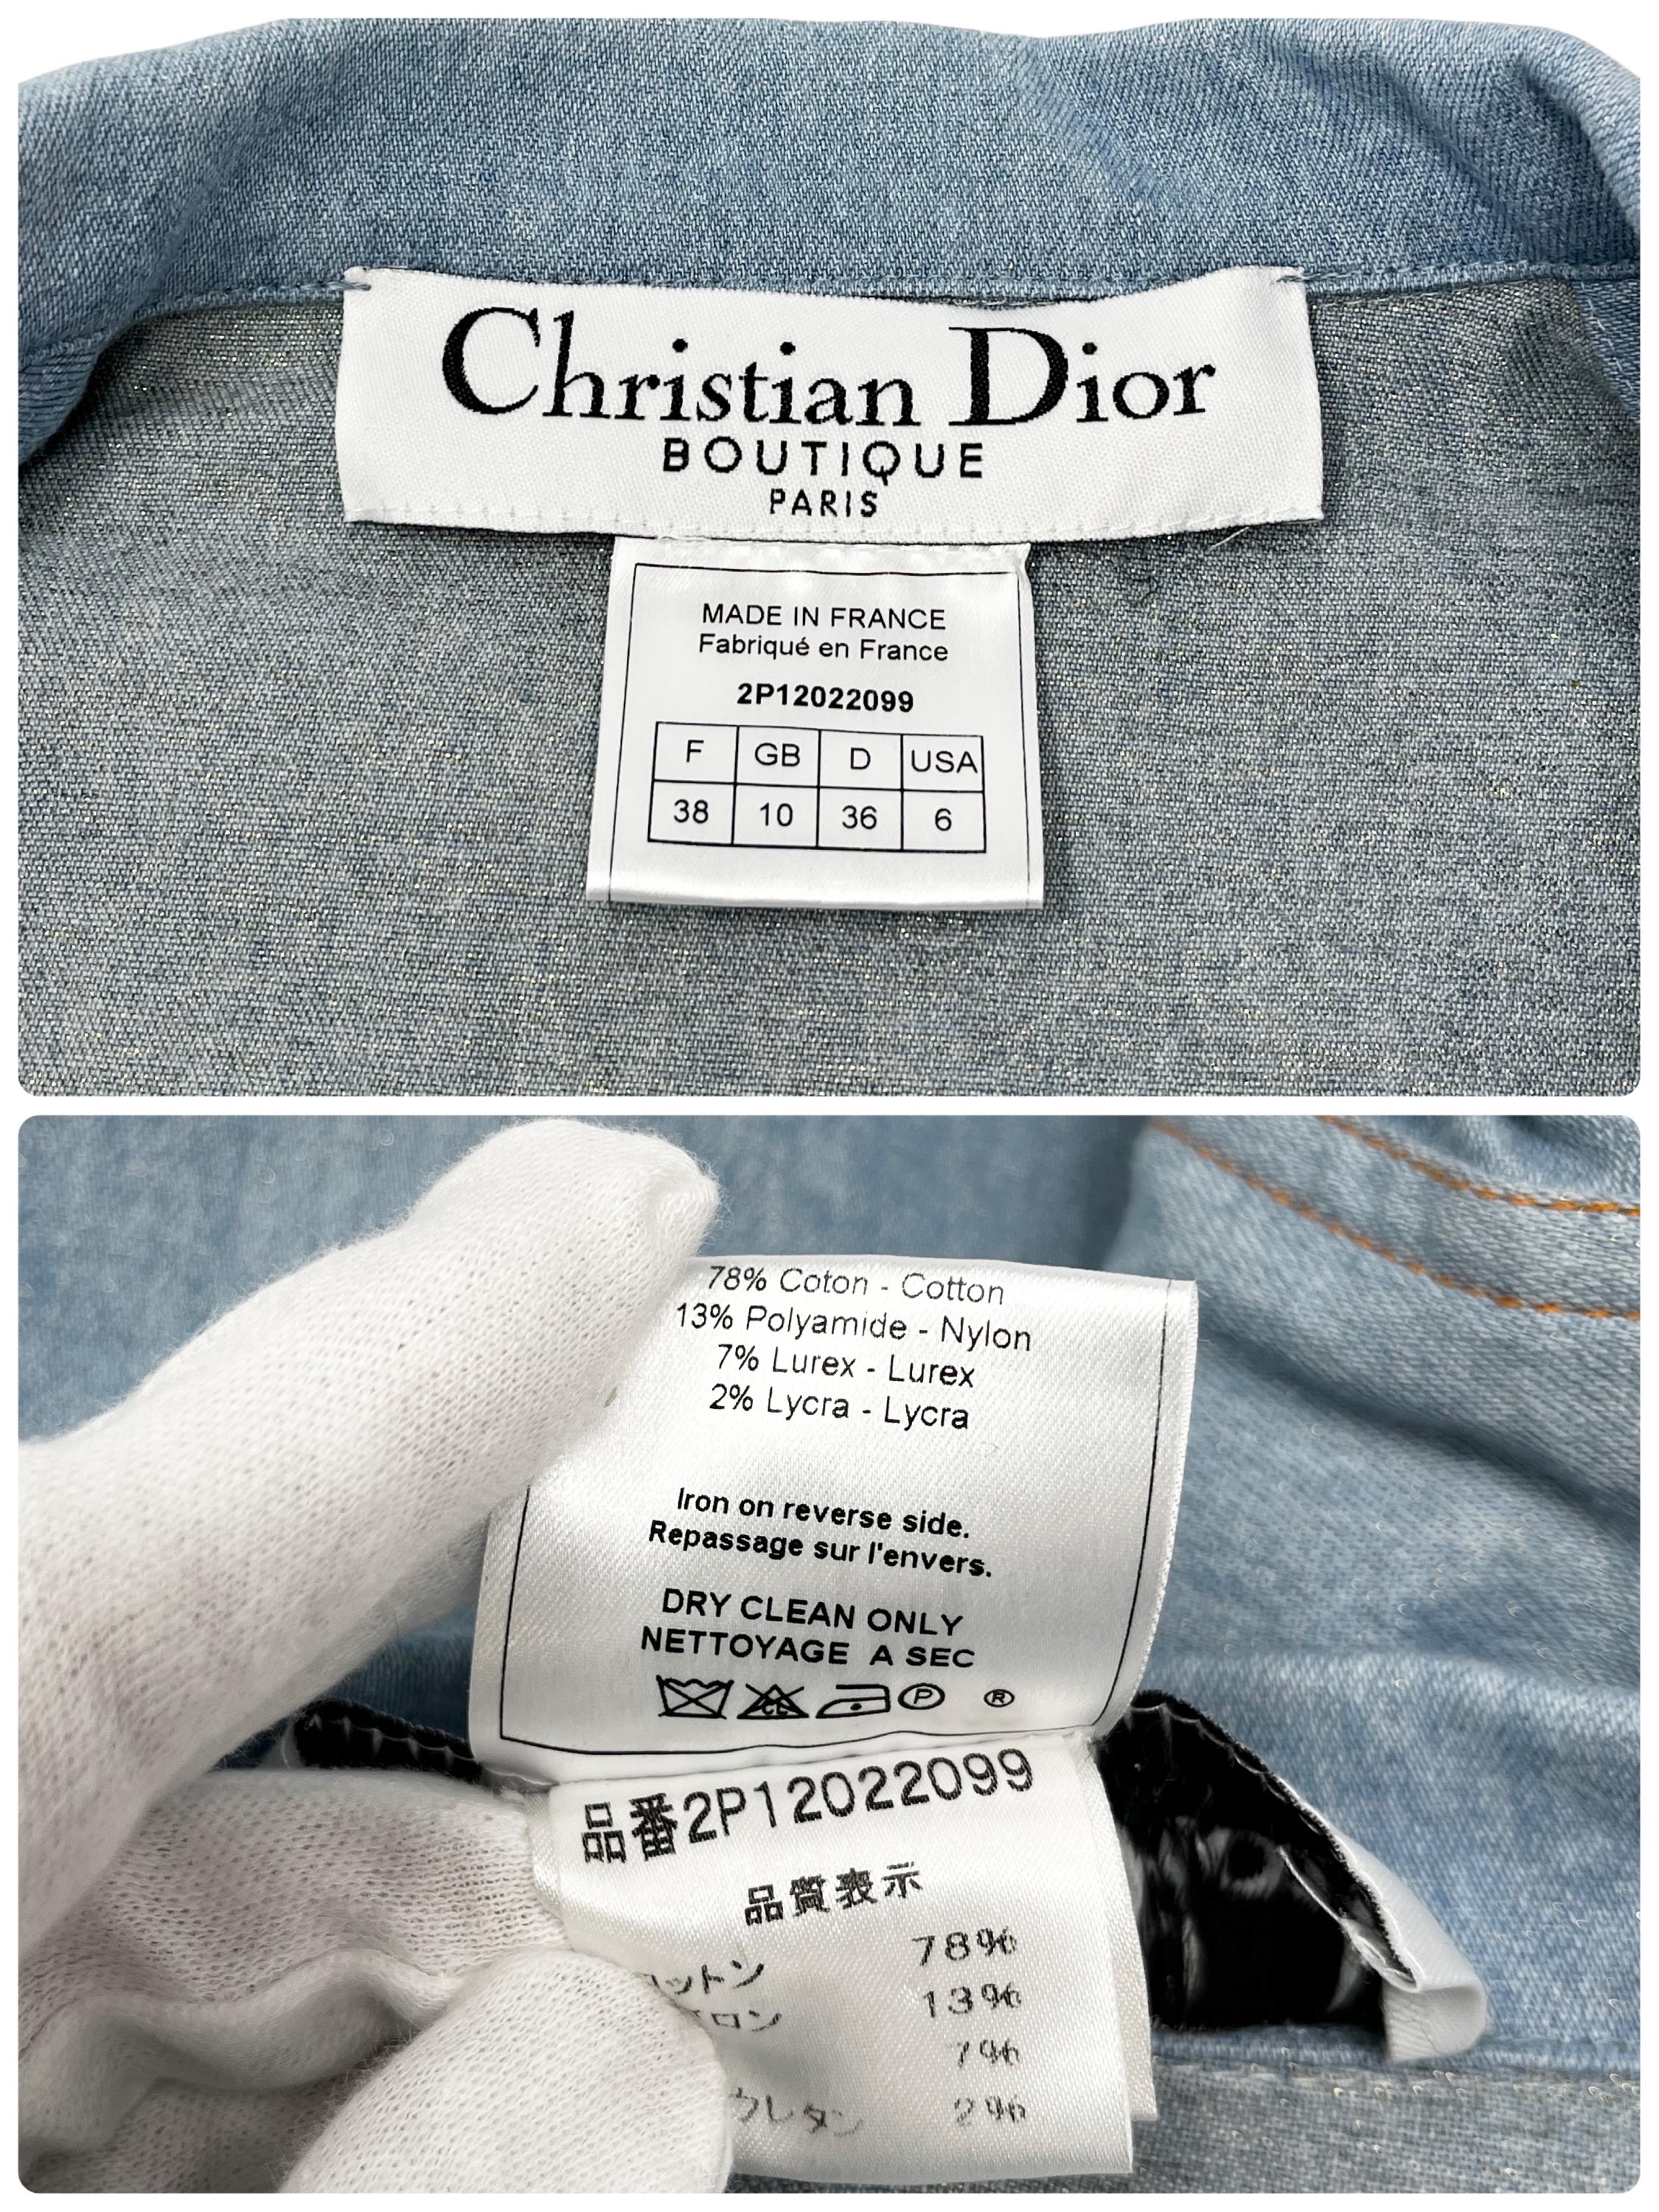 Christian Dior
BOUTIQUE
PARIS
MADE IN FRANCE
Fabriqué en France
2P12022099
F GB D USA
38 10 36 6
78% Coton - Cotton
13% Polyamide - Nylon
7% Lurex - Lurex
2% Lycra - Lycra
Iron on reverse side.
Repassage sur l'envers.
DRY CLEAN ONLY
NETTOYAGE A SEC
CL P ®
品番2P12022099
品質表示
78%
13%
7%
2%